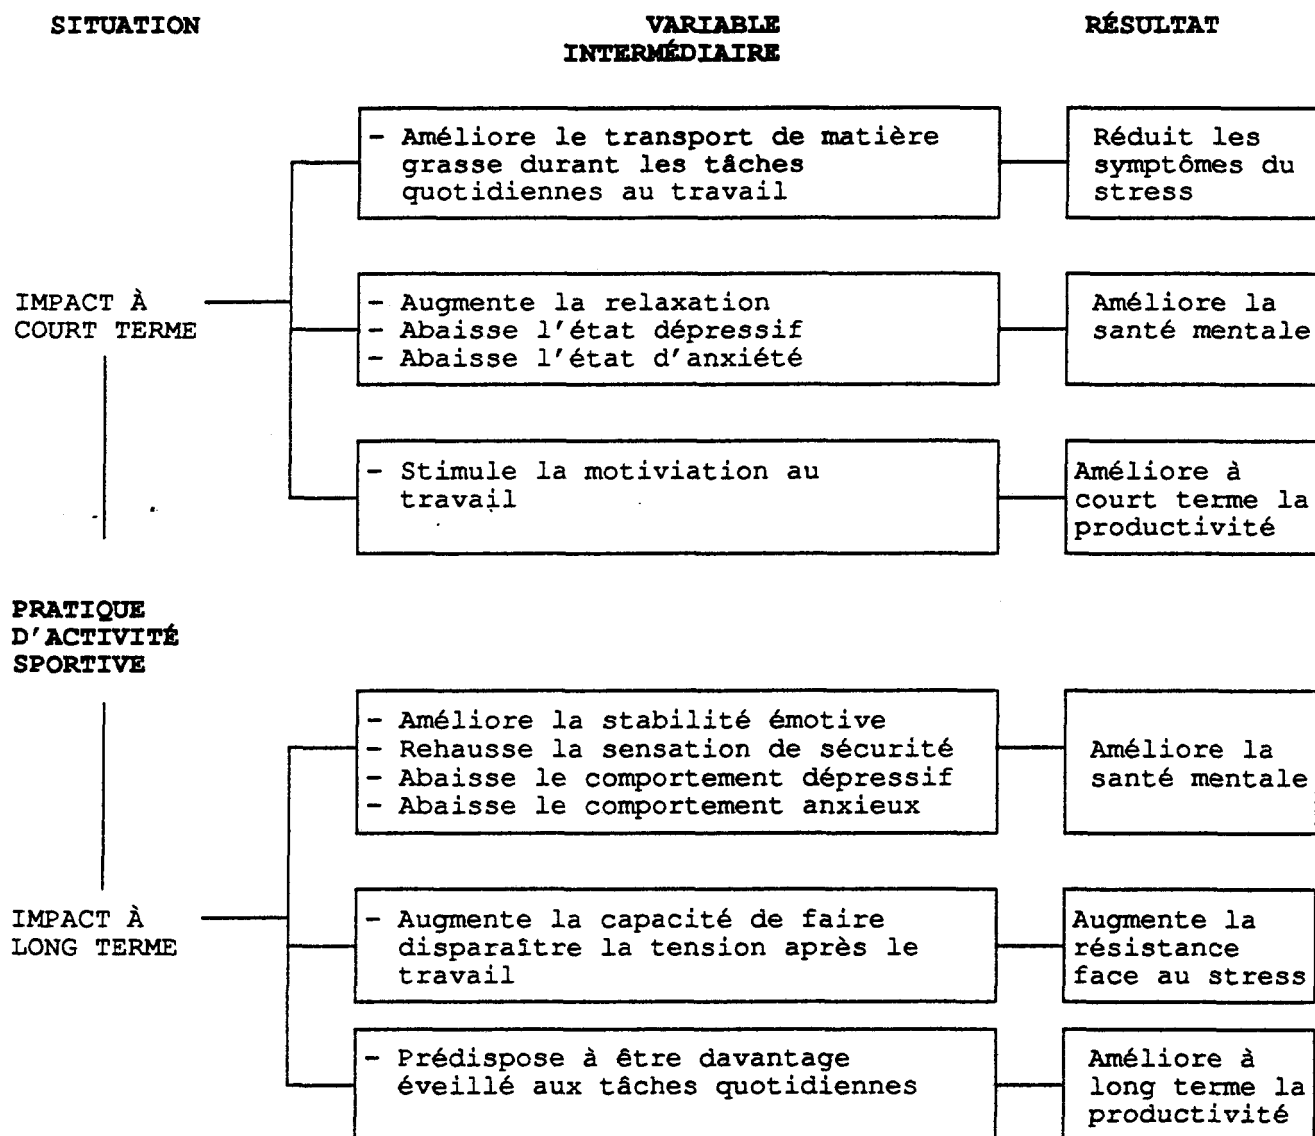 SITUATION
VARIABLE
INTERMÉDIAIRE
RÉSULTAT
- Améliore le transport de matière
grasse durant les tâches
quotidiennes au travail
Réduit les
symptômes du
stress
IMPACT À
COURT TERME
- Augmente la relaxation
- Abaisse l'état dépressif
- Abaisse l'état d'anxiété
Améliore la
santé mentale
- Stimule la motiviation au
travail
Améliore à
court terme la
productivité
PRATIQUE
D'ACTIVITÉ
SPORTIVE
- Améliore la stabilité émotive
- Rehausse la sensation de sécurité
- Abaisse le comportement dépressif
- Abaisse le comportement anxieux
Améliore la
santé mentale
IMPACT À
LONG TERME
- Augmente la capacité de faire
disparaître la tension après le
travail
Augmente la
résistance
face au stress
- Prédispose à être davantage
éveillé aux tâches quotidiennes
Améliore à
long terme la
productivité